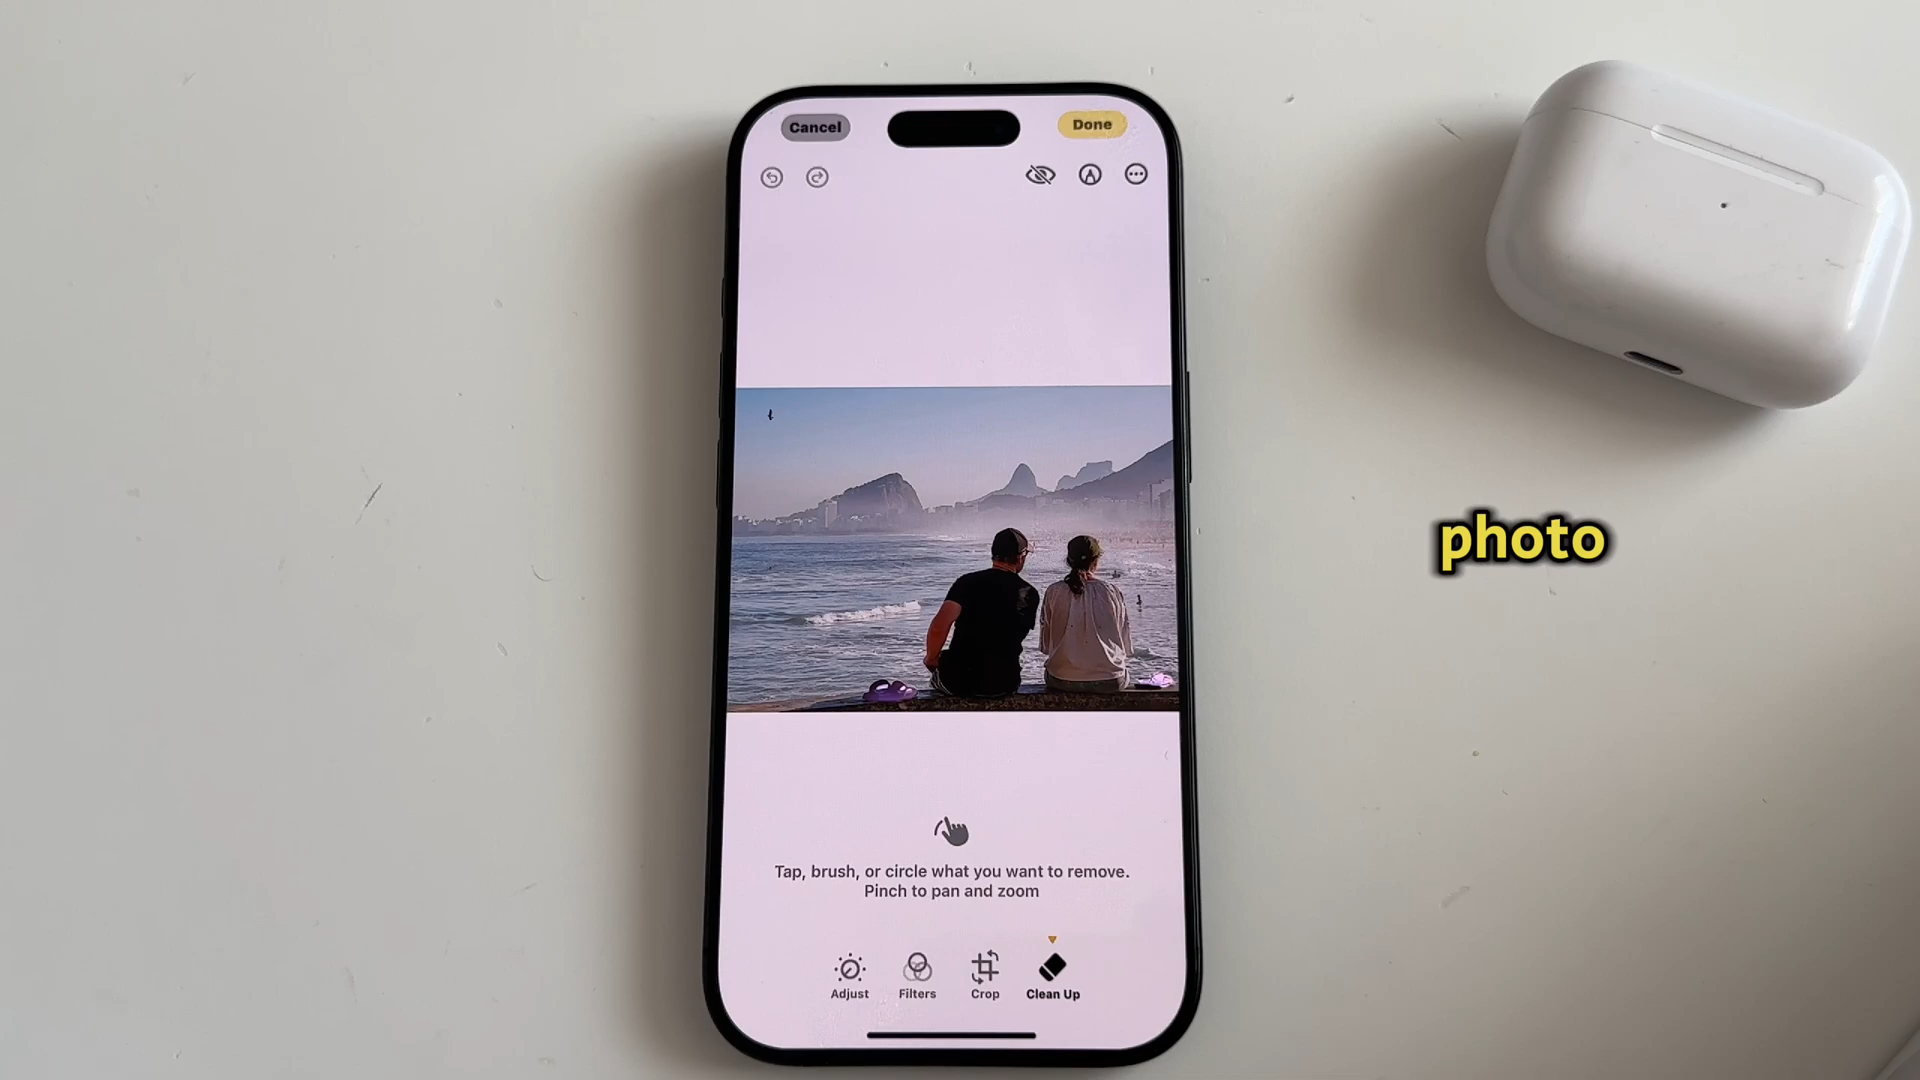 Cancel
Done
photo
Tap, brush, or circle what you want to remove.
Pinch to pan and zoom
Adjust
Filters
Crop
Clean Up